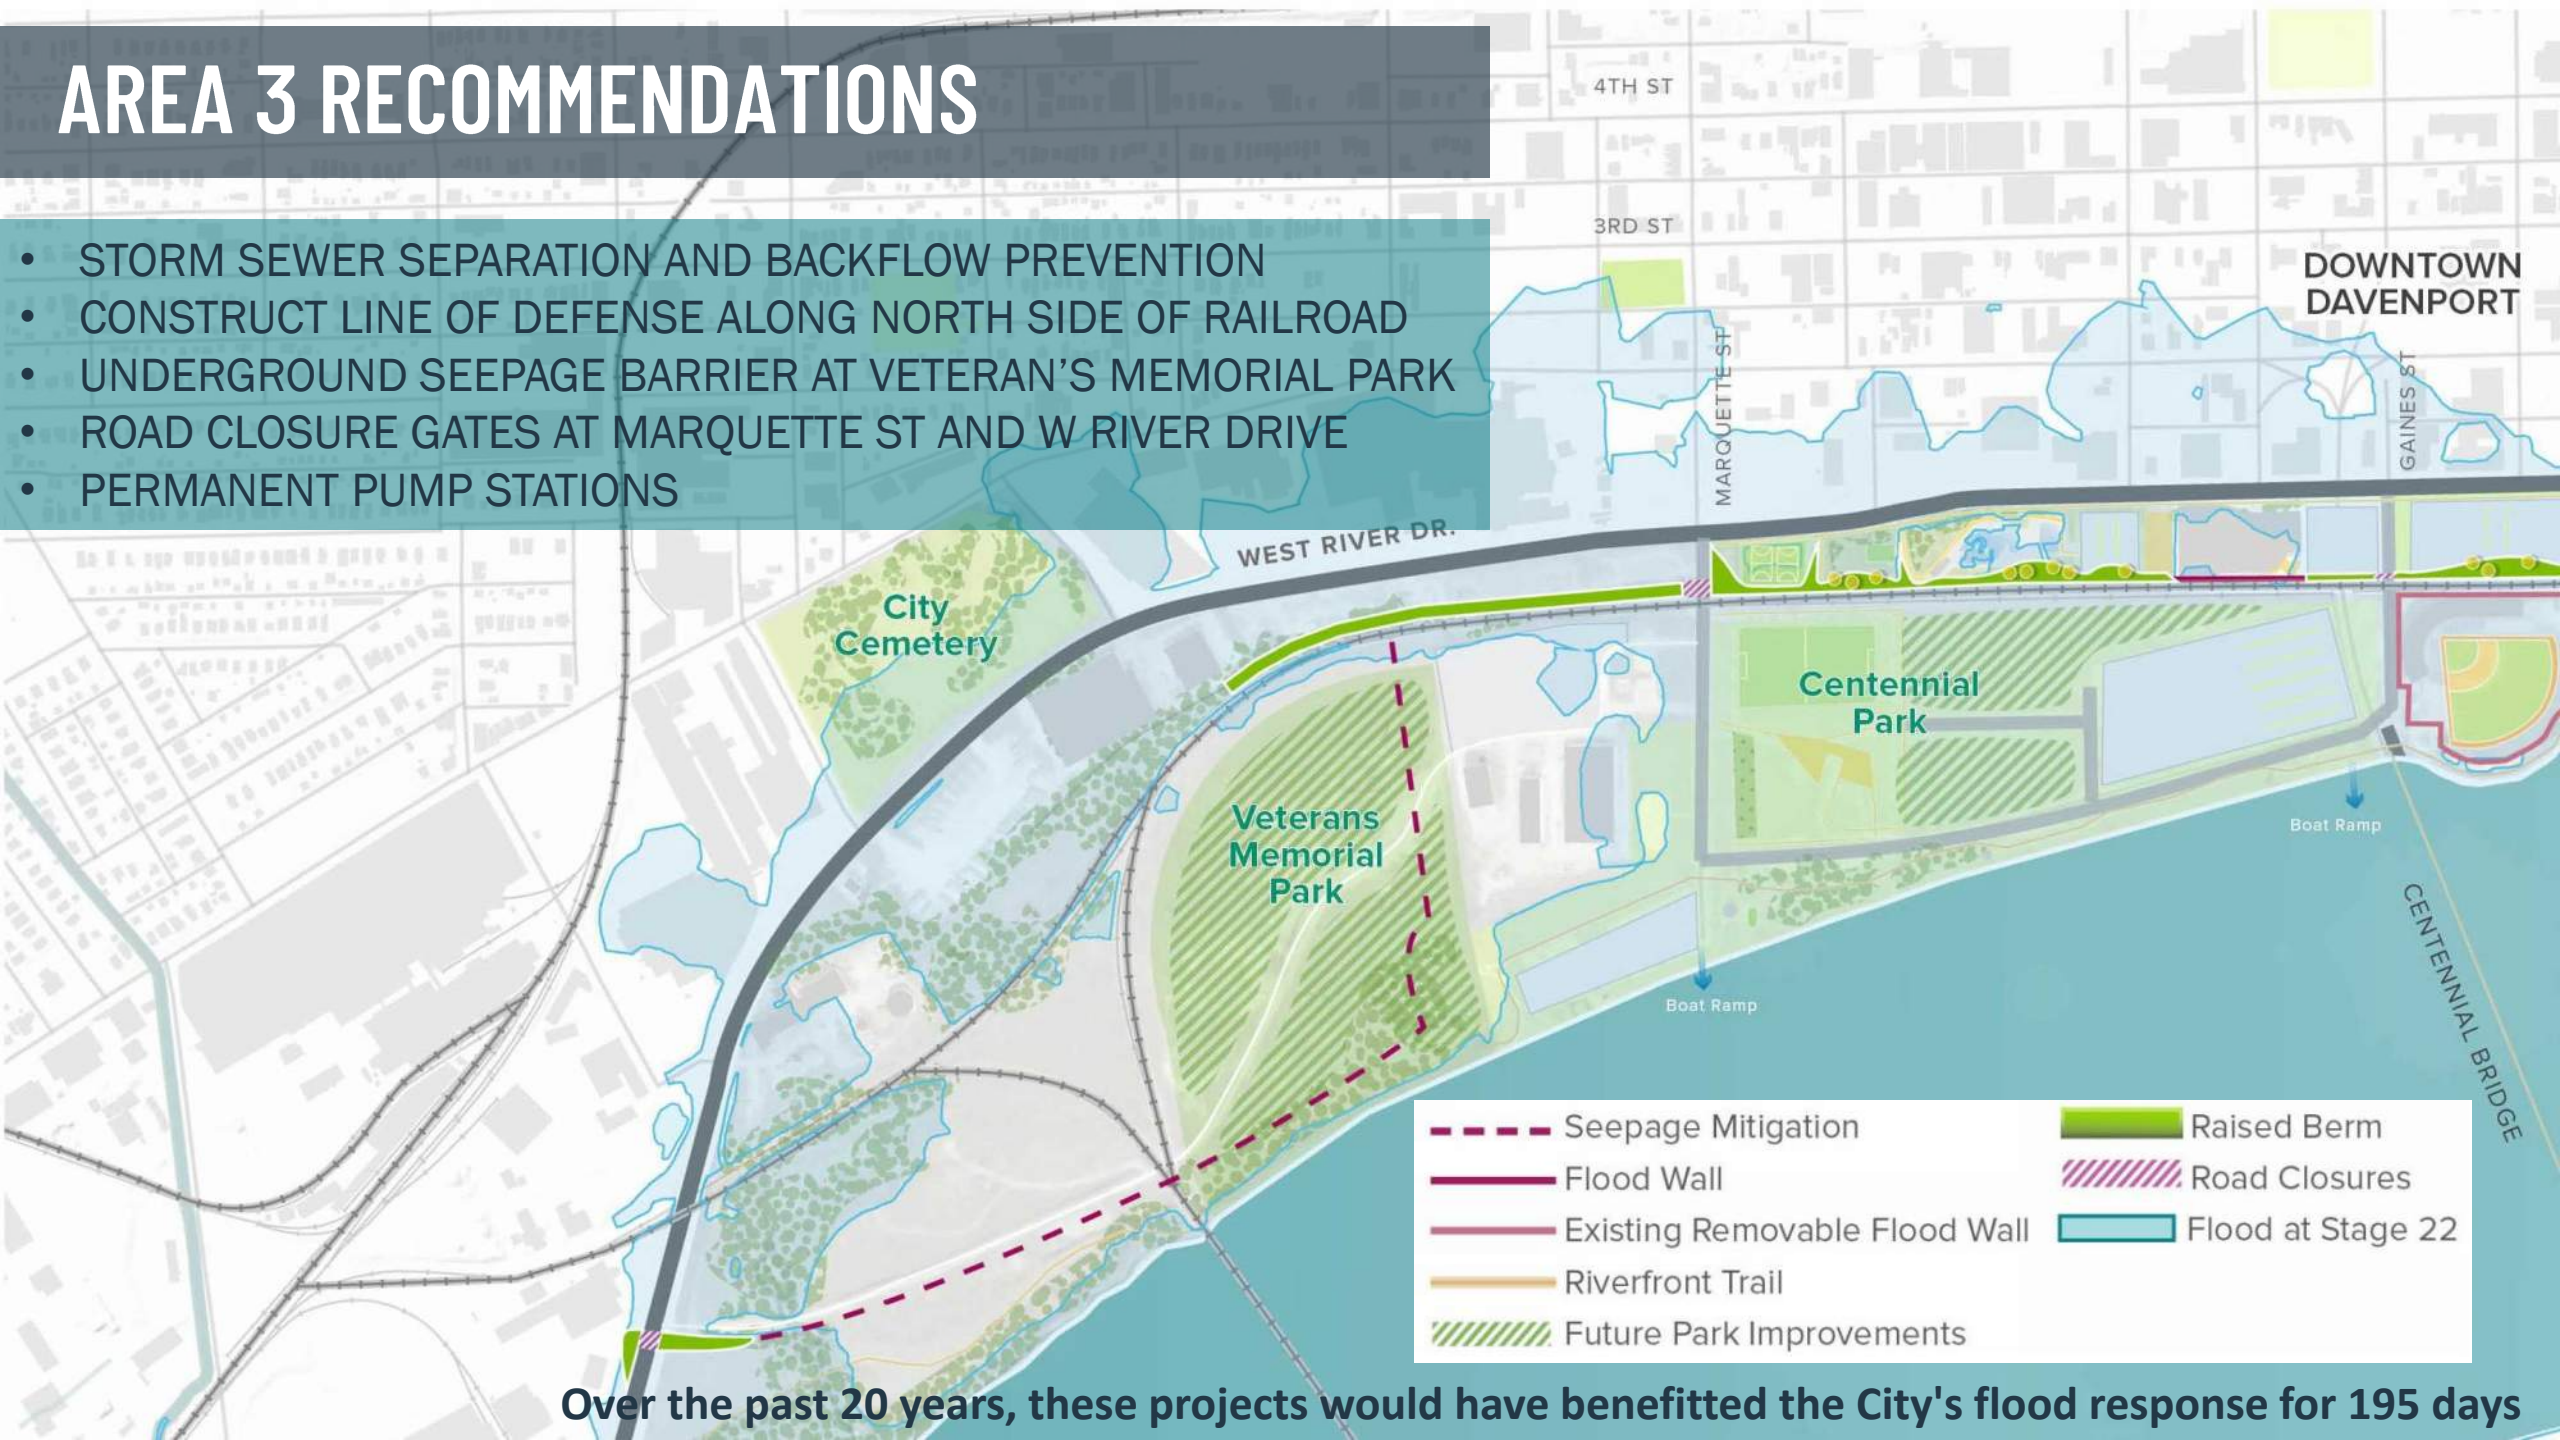 AREA 3 RECOMMENDATIONS
• STORM SEWER SEPARATION AND BACKFLOW PREVENTION
• CONSTRUCT LINE OF DEFENSE ALONG NORTH SIDE OF RAILROAD
• UNDERGROUND SEEPAGE BARRIER AT VETERAN’S MEMORIAL PARK
• ROAD CLOSURE GATES AT MARQUETTE ST AND W RIVER DRIVE
• PERMANENT PUMP STATIONS
4TH ST
3RD ST
DOWNTOWN
DAVENPORT
MARQUETTE ST
GAINES ST
WEST RIVER DR.
City
Cemetery
Centennial
Park
Veterans
Memorial
Park
Boat Ramp
Boat Ramp
CENTENNIAL BRIDGE
Seepage Mitigation
Flood Wall
Existing Removable Flood Wall
Riverfront Trail
Future Park Improvements
Raised Berm
Road Closures
Flood at Stage 22
Over the past 20 years, these projects would have benefitted the City's flood response for 195 days